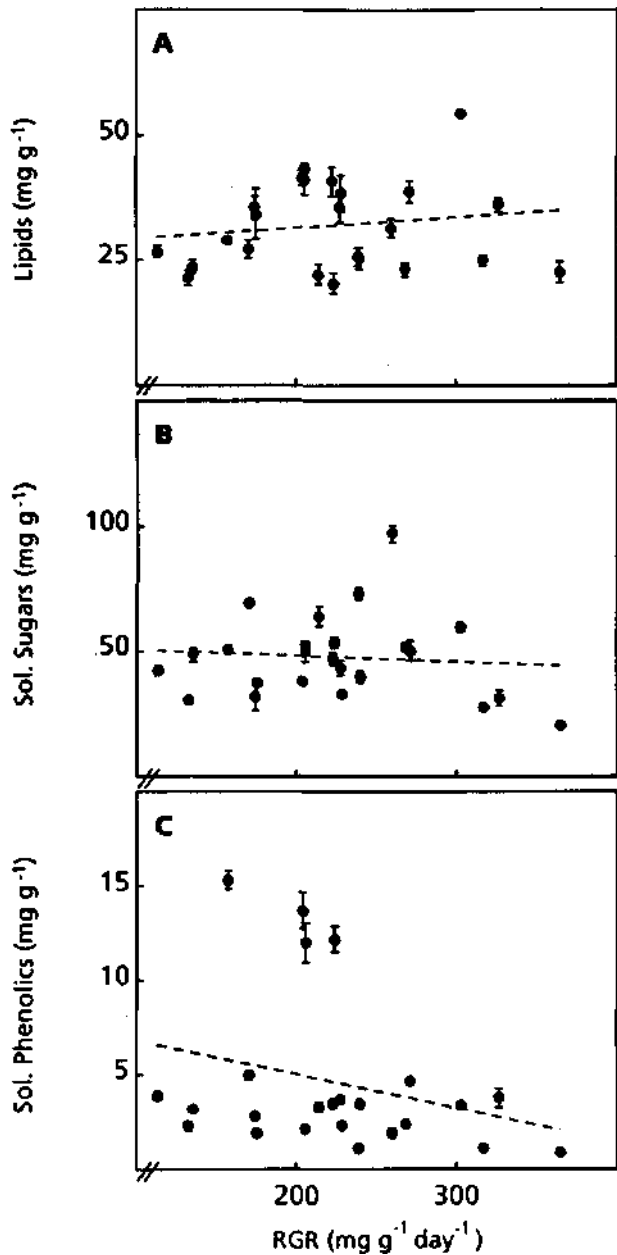 A
Lipids (mg g⁻¹)
50
25
B
Sol. Sugars (mg g⁻¹)
100
50
C
Sol. Phenolics (mg g⁻¹)
15
10
5
200
300
RGR (mg g⁻¹ day⁻¹)